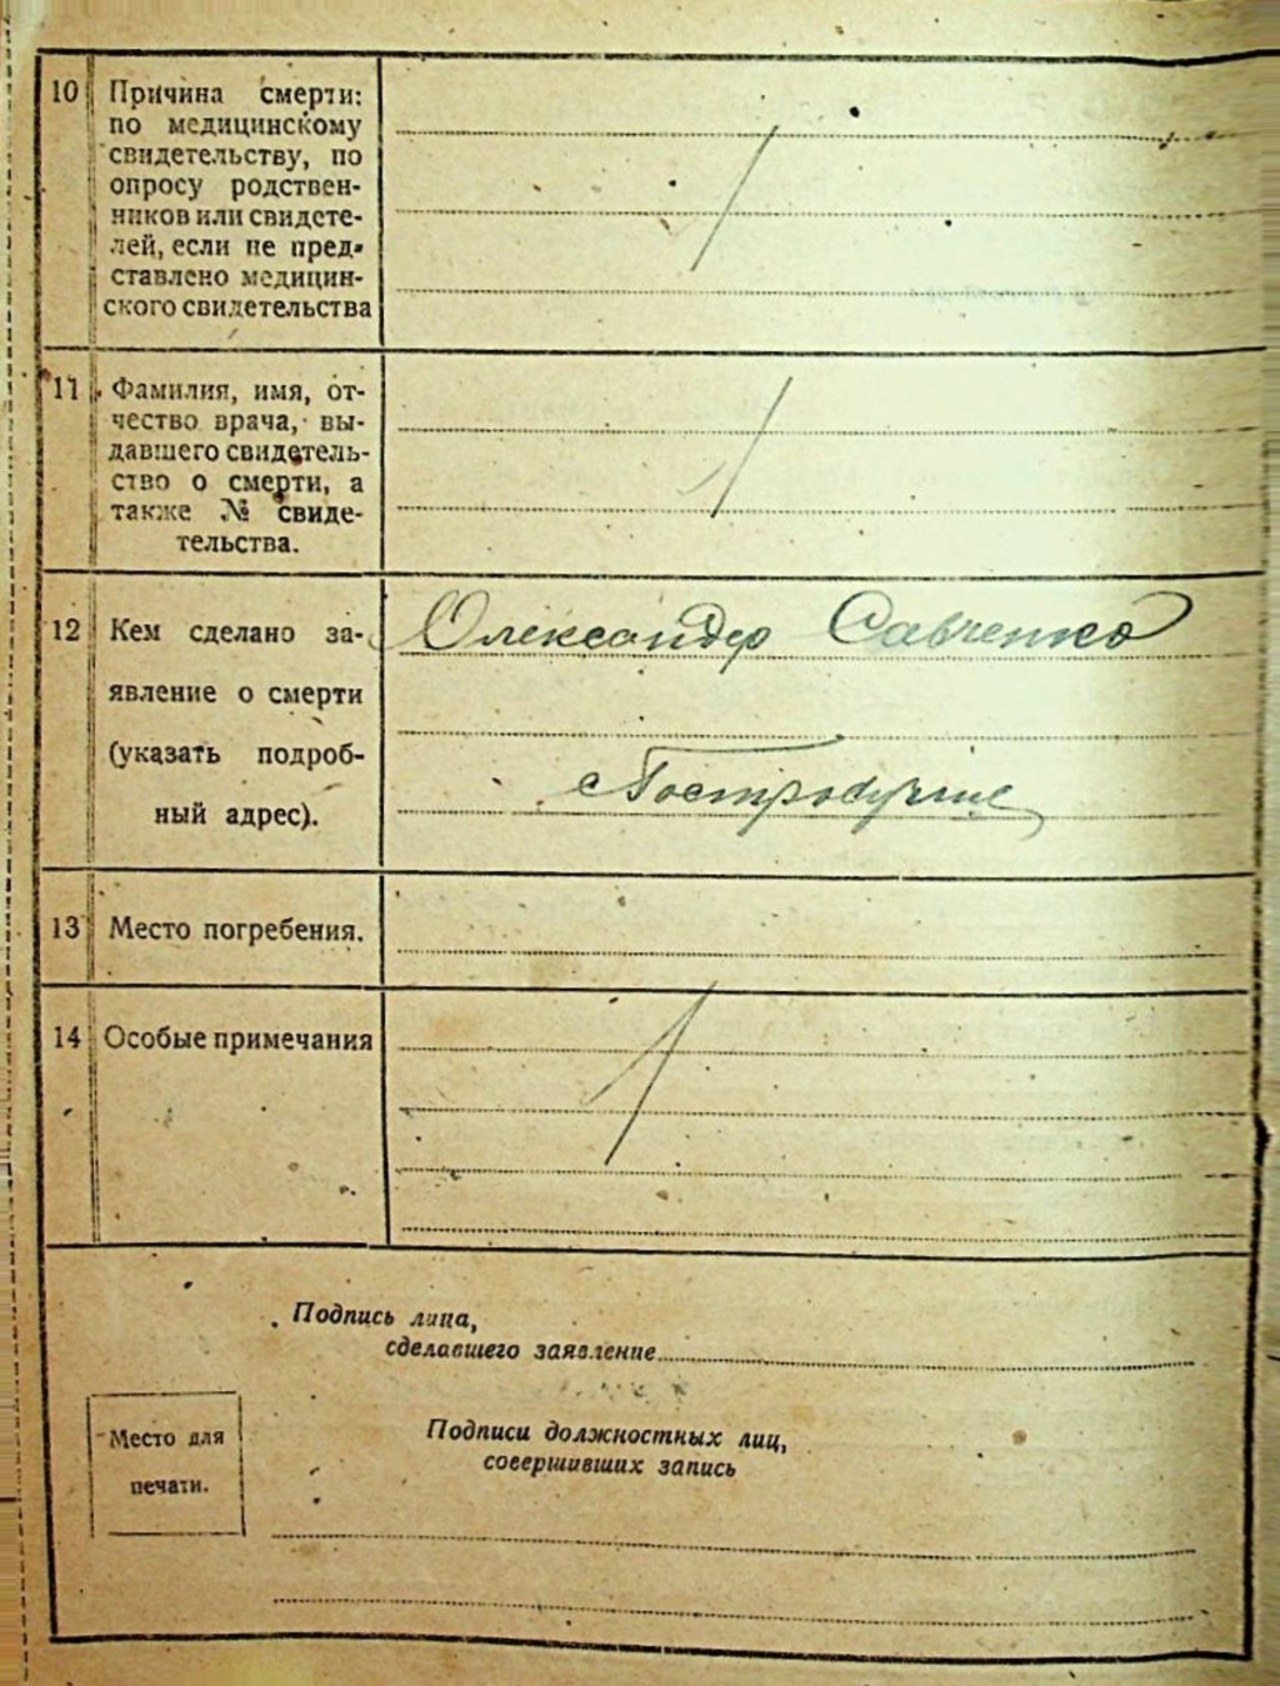 10 Причина смерти:
по медицинскому
свидетельству, по
опросу родствен-
ников или свидете-
лей, если не пред-
ставлено медицин-
ского свидетельства
11 Фамилия, имя, от-
чество врача, вы-
давшего свидетель-
ство о смерти, а
также № свиде-
тельства.
12 Кем сделано за-
явление о смерти
(указать подроб-
ный адрес).
Олександер Савченко
с
13 Место погребения.
14 Особые примечания
Подпись лица,
сделавшего заявление
Место для
печати.
Подписи должностных лиц,
совершивших запись